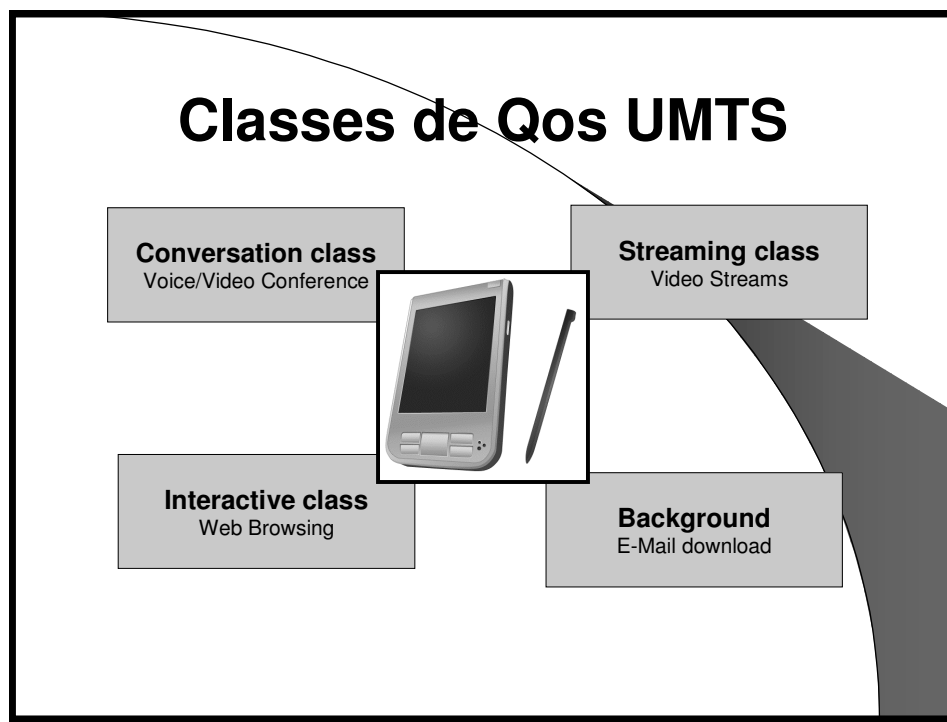 Classes de Qos UMTS
Conversation class
Voice/Video Conference
Streaming class
Video Streams
Interactive class
Web Browsing
Background
E-Mail download